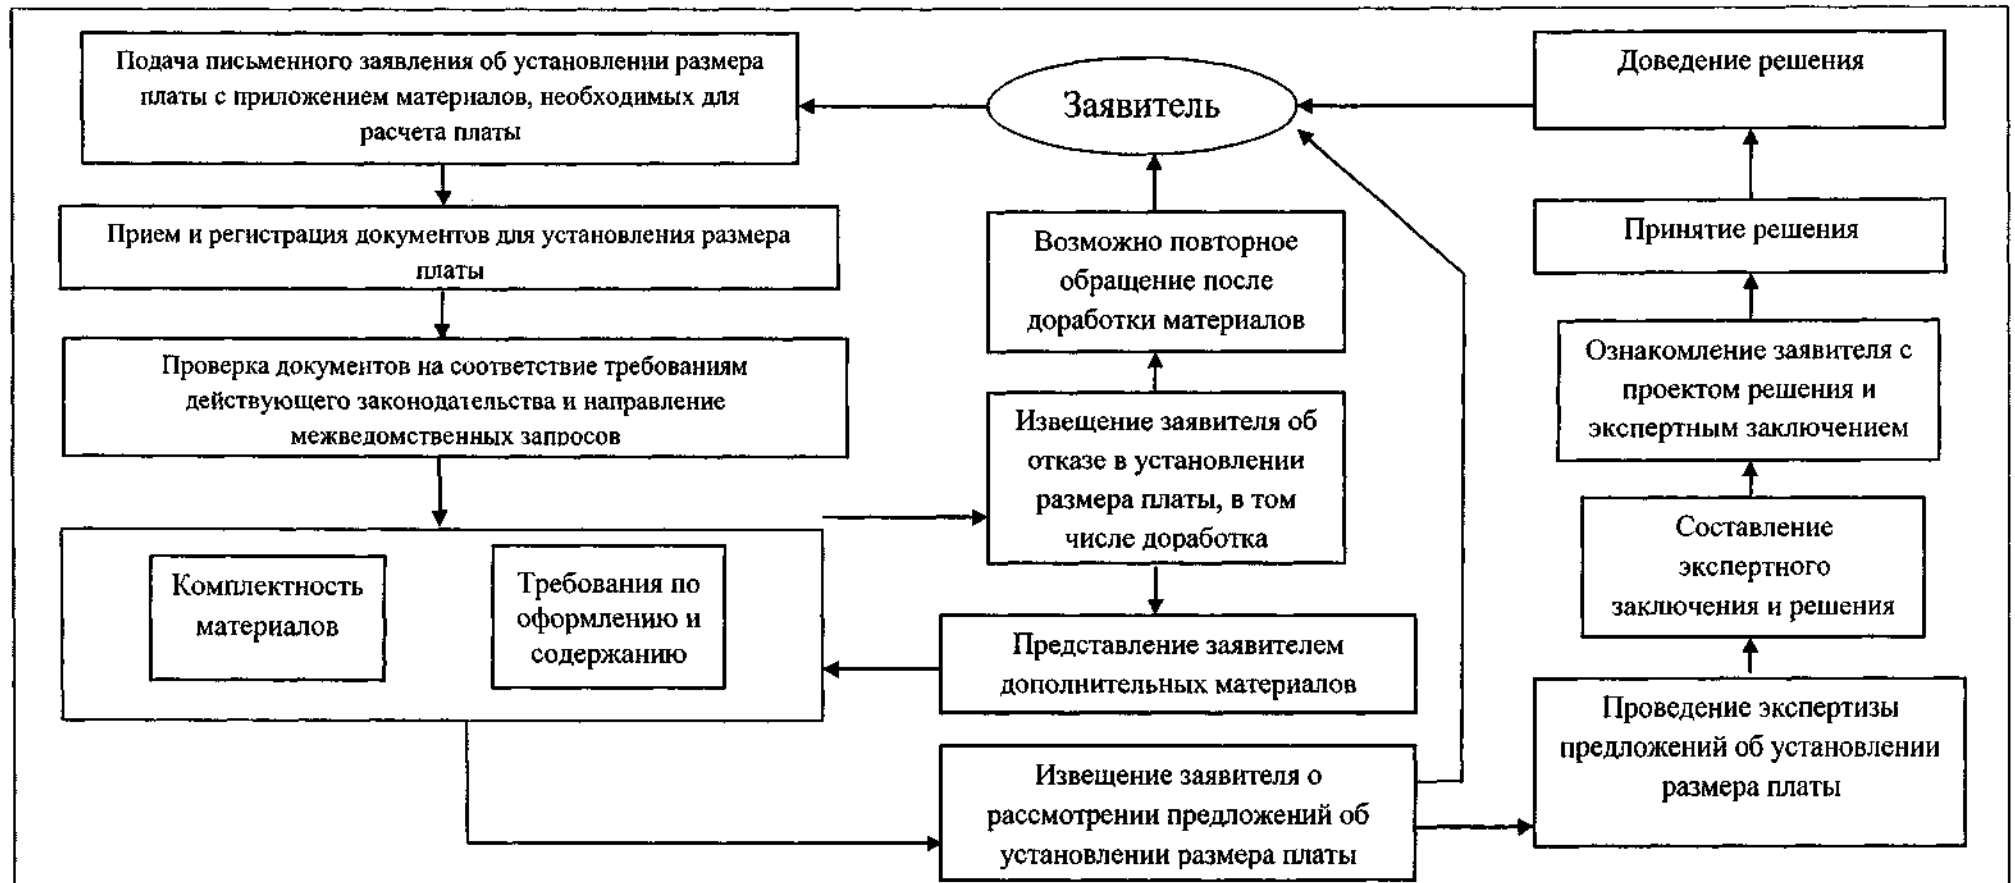 Подача письменного заявления об установлении размера
платы с приложением материалов, необходимых для
расчета платы
Заявитель
Доведение решения
Прием и регистрация документов для установления размера
платы
Возможно повторное
обращение после
доработки материалов
Принятие решения
Проверка документов на соответствие требованиям
действующего законодательства и направление
межведомственных запросов
Извещение заявителя об
отказе в установлении
размера платы, в том
числе доработка
Ознакомление заявителя с
проектом решения и
экспертным заключением
Комплектность
материалов
Требования по
оформлению и
содержанию
Составление
экспертного
заключения и решения
Представление заявителем
дополнительных материалов
Проведение экспертизы
предложений об установлении
размера платы
Извещение заявителя о
рассмотрении предложений об
установлении размера платы